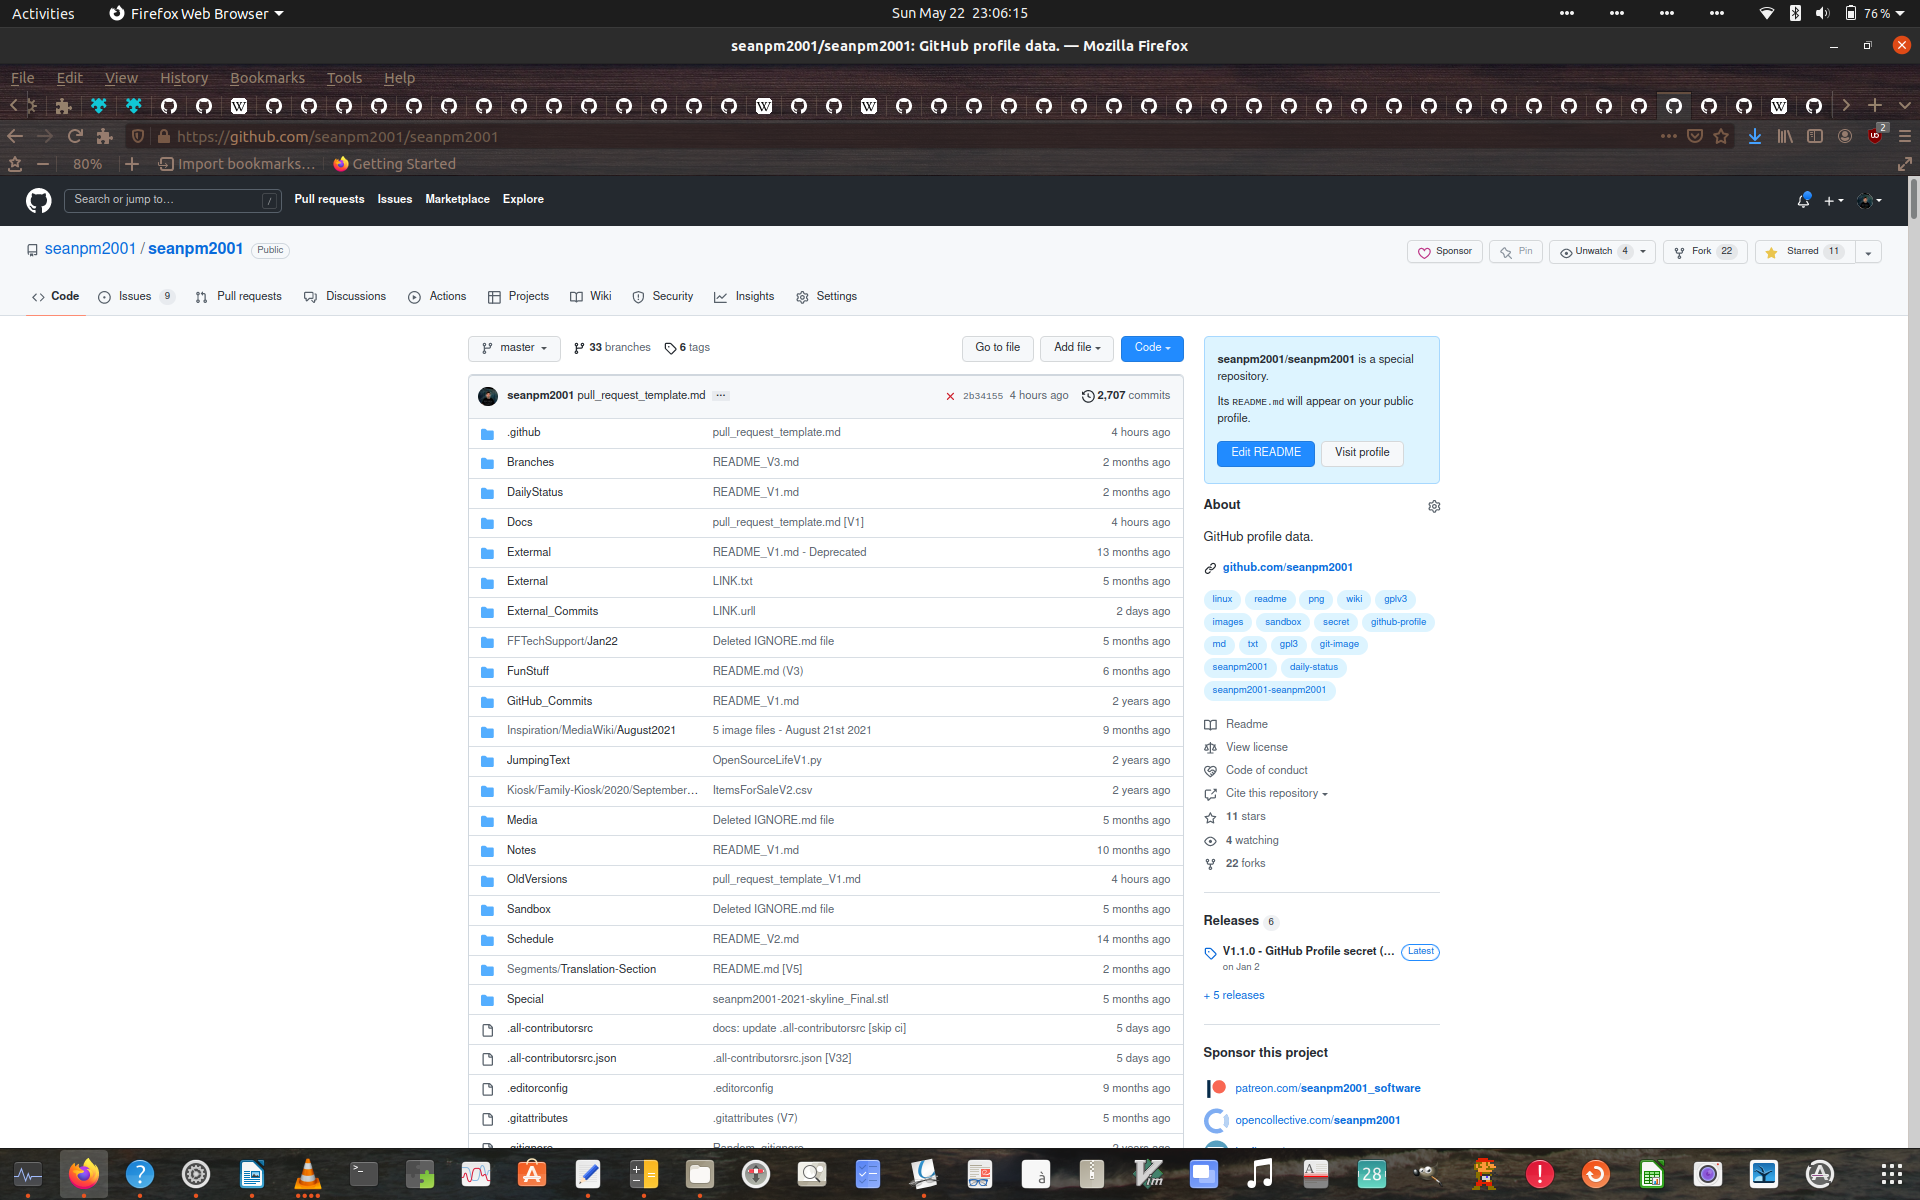 Activities Firefox Web Browser Sun May 22 23:06:15 76%
seanpm2001/seanpm2001: GitHub profile data. — Mozilla Firefox
File Edit View History Bookmarks Tools Help
https://github.com/seanpm2001/seanpm2001 2
80% Import bookmarks... Getting Started
Search or jump to... / Pull requests Issues Marketplace Explore
seanpm2001 / seanpm2001 Public Sponsor Pin Unwatch 4 Fork 22 Starred 11
Code Issues 9 Pull requests Discussions Actions Projects Wiki Security Insights Settings
master 33 branches 6 tags Go to file Add file Code
seanpm2001 pull_request_template.md ... 2b34155 4 hours ago 2,707 commits
.github pull_request_template.md 4 hours ago
Branches README_V3.md 2 months ago
DailyStatus README_V1.md 2 months ago
Docs pull_request_template.md [V1] 4 hours ago
Extermal README_V1.md - Deprecated 13 months ago
External LINK.txt 5 months ago
External_Commits LINK.urll 2 days ago
FFTechSupport/Jan22 Deleted IGNORE.md file 5 months ago
FunStuff README.md (V3) 6 months ago
GitHub_Commits README_V1.md 2 years ago
Inspiration/MediaWiki/August2021 5 image files - August 21st 2021 9 months ago
JumpingText OpenSourceLifeV1.py 2 years ago
Kiosk/Family-Kiosk/2020/September... ItemsForSaleV2.csv 2 years ago
Media Deleted IGNORE.md file 5 months ago
Notes README_V1.md 10 months ago
OldVersions pull_request_template_V1.md 4 hours ago
Sandbox Deleted IGNORE.md file 5 months ago
Schedule README_V2.md 14 months ago
Segments/Translation-Section README.md [V5] 2 months ago
Special seanpm2001-2021-skyline_Final.stl 5 months ago
.all-contributorsrc docs: update .all-contributorsrc [skip ci] 5 days ago
.all-contributorsrc.json .all-contributorsrc.json [V32] 5 days ago
.editorconfig .editorconfig 9 months ago
.gitattributes .gitattributes (V7) 5 months ago
seanpm2001/seanpm2001 is a special
repository.
Its README.md will appear on your public
profile.
Edit README Visit profile
About
GitHub profile data.
github.com/seanpm2001
linux readme png wiki gplv3
images sandbox secret github-profile
md txt gpl3 git-image
seanpm2001 daily-status
seanpm2001-seanpm2001
Readme
View license
Code of conduct
Cite this repository
11 stars
4 watching
22 forks
Releases 6
V1.1.0 - GitHub Profile secret (... Latest
on Jan 2
+ 5 releases
Sponsor this project
patreon.com/seanpm2001_software
opencollective.com/seanpm2001
28